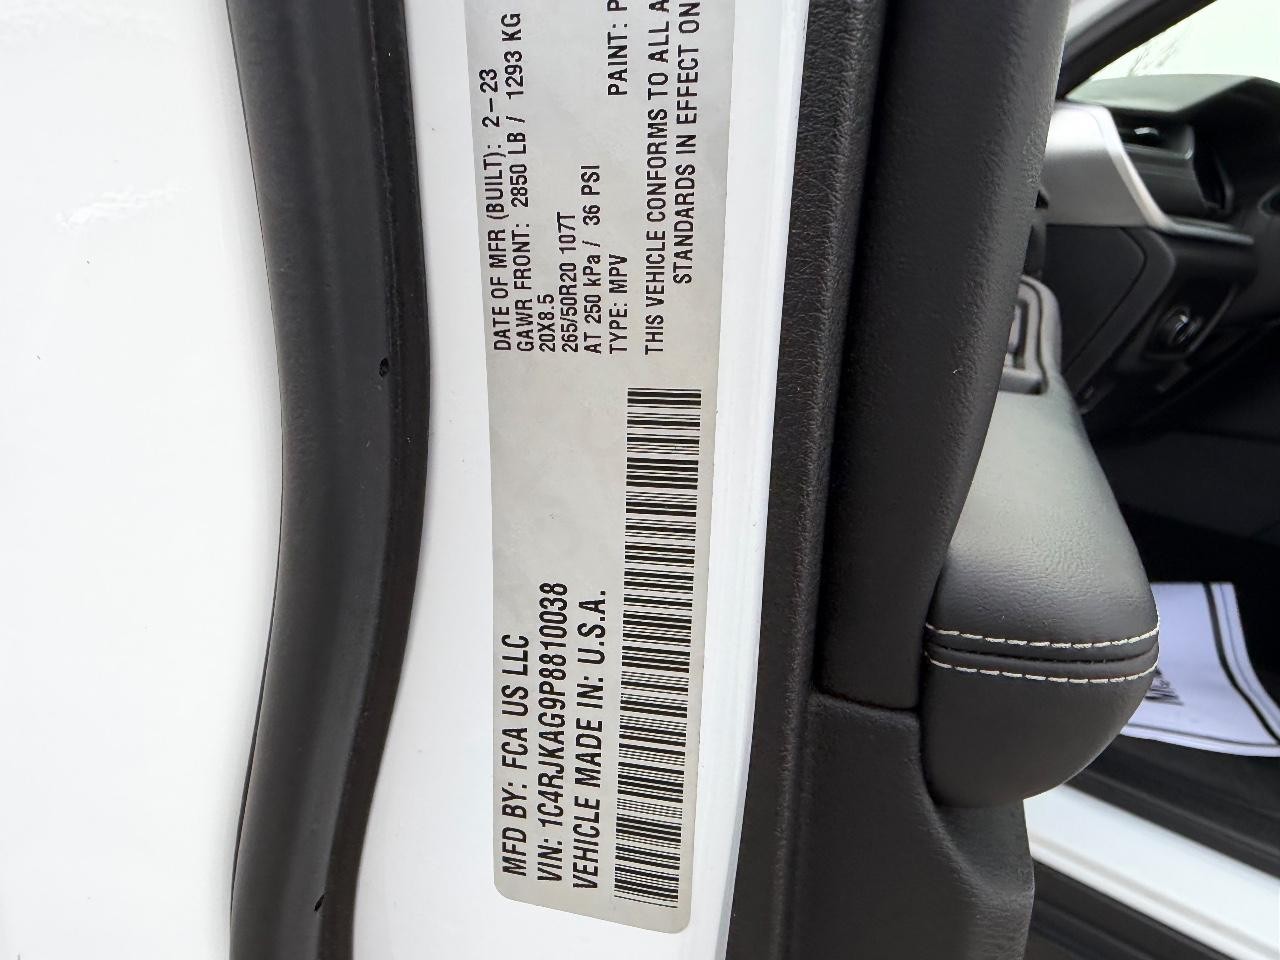 MFD BY: FCA US LLC
VIN: 1C4RJKAG9P8810038
VEHICLE MADE IN: U.S.A.
DATE OF MFR (BUILT): 2-23
GAWR FRONT: 2850 LB / 1293 KG
20X8.5
265/50R20 107T
AT 250 kPa / 36 PSI
TYPE: MPV PAINT: P
THIS VEHICLE CONFORMS TO ALL A
STANDARDS IN EFFECT ON